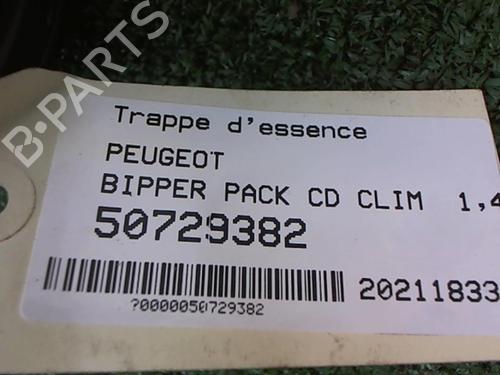 B-PARTS
Trappe d'essence
PEUGEOT
BIPPER PACK CD CLIM 1,4
50729382
20211833
?0000050729382